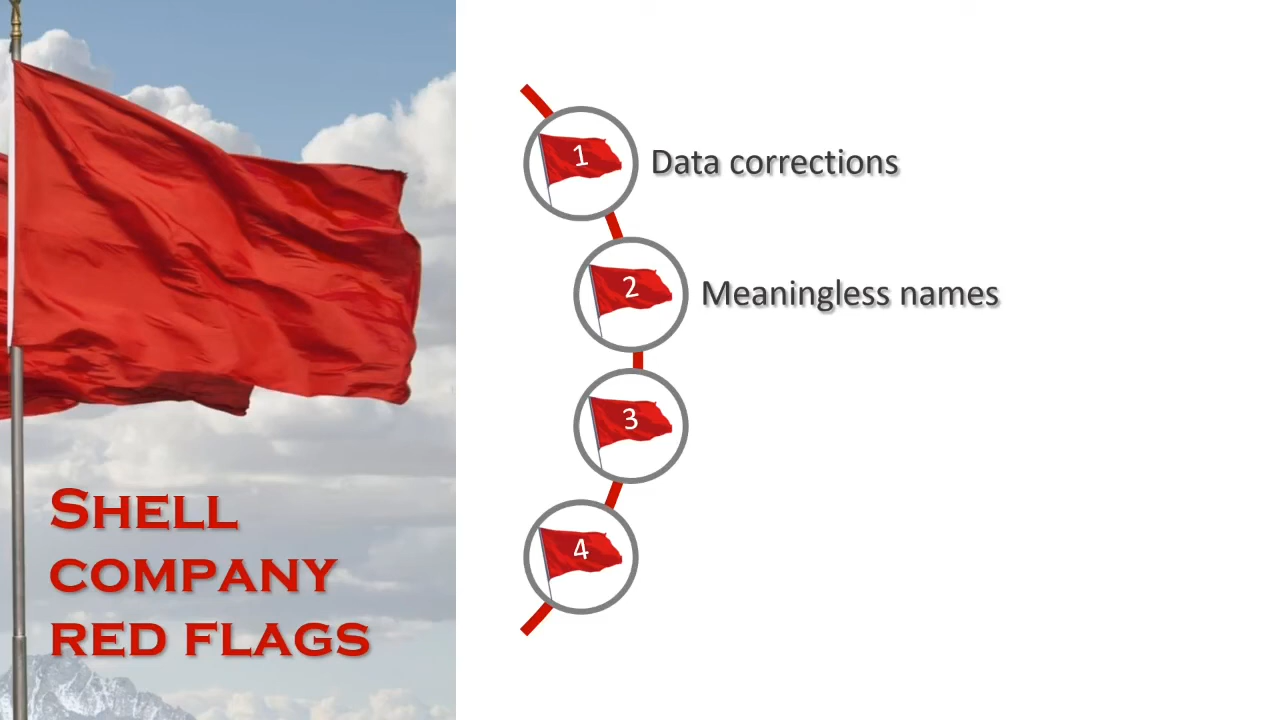 Shell
company
red flags
1
Data corrections
2
Meaningless names
3
4